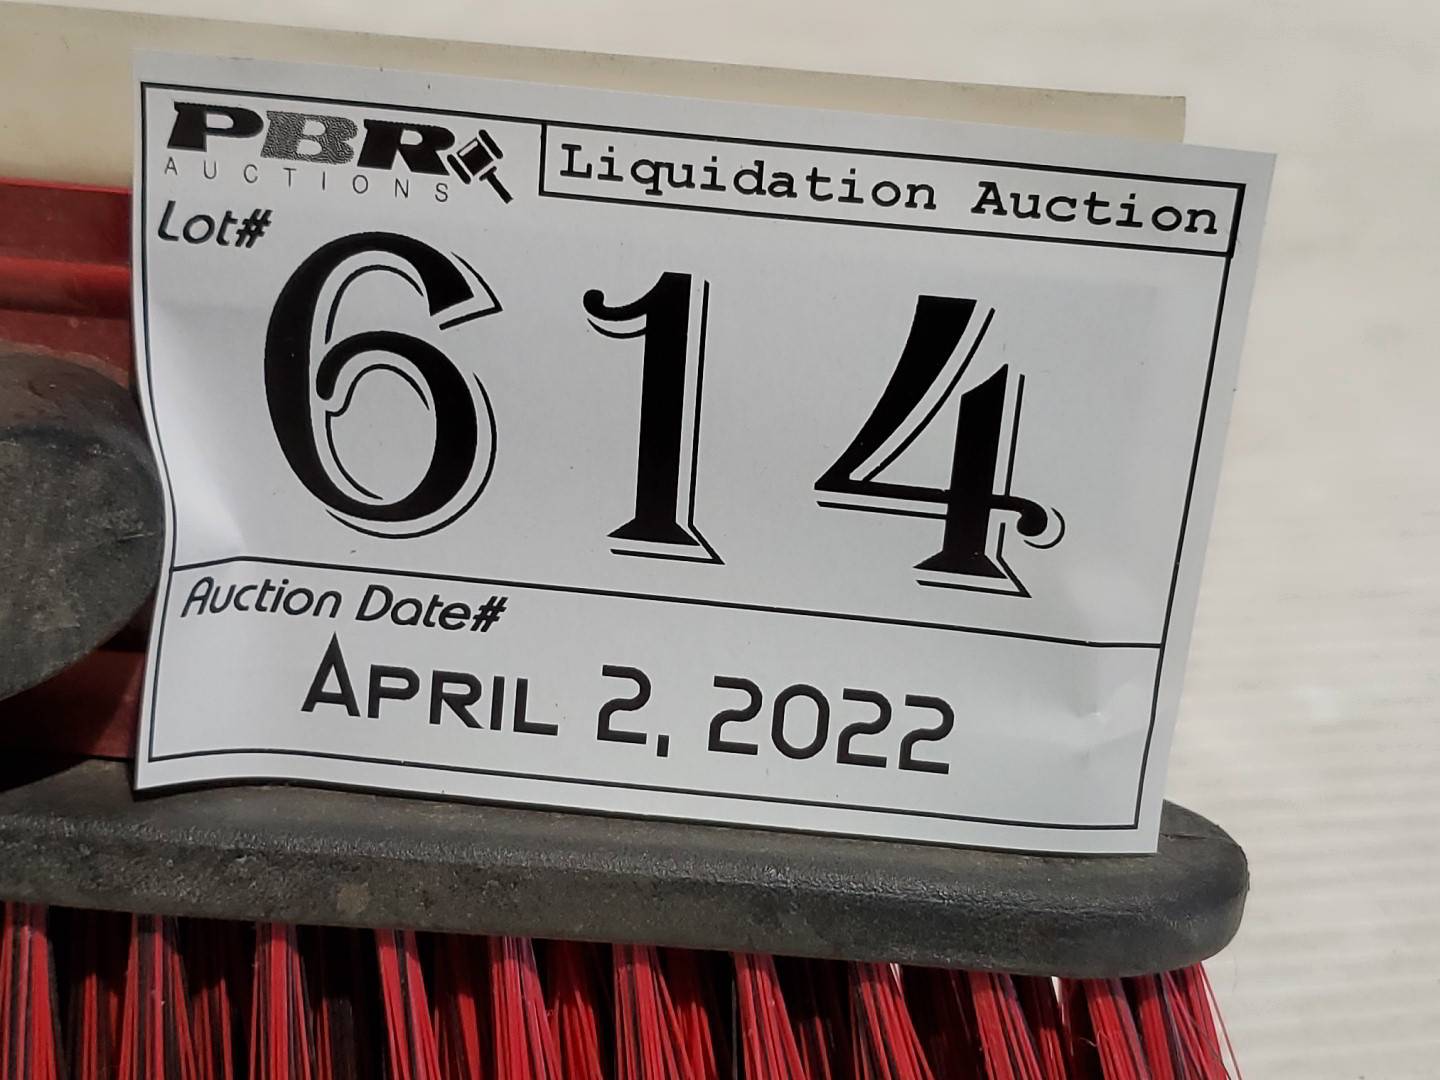 PBR
AUCTIONS
Liquidation Auction
Lot#
614
Auction Date#
APRIL 2, 2022